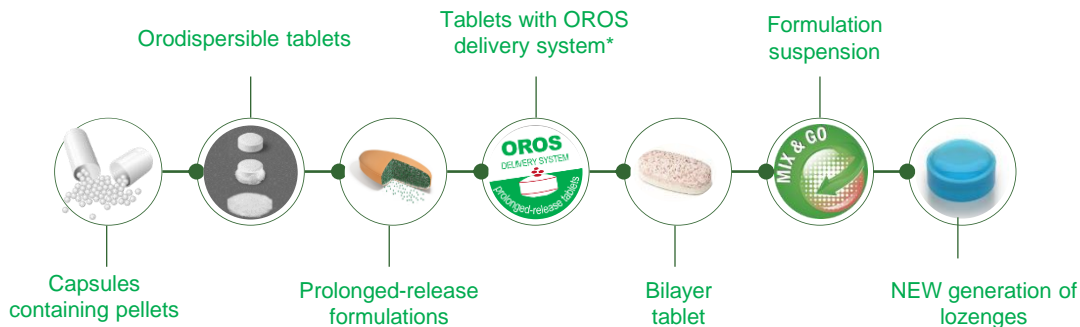 Tablets with OROS
delivery system*
Formulation
suspension
Orodispersible tablets
OROS
DELIVERY SYSTEM
prolonged-release tablets
MIX & GO
Capsules
containing pellets
Prolonged-release
formulations
Bilayer
tablet
NEW generation of
lozenges